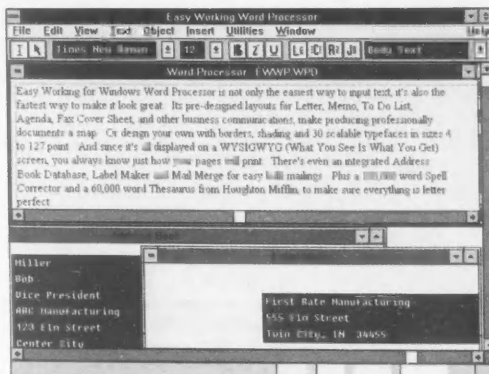 Easy Working Word Processor
File Edit View Text Object Insert Utilities Window Help
I Times New Roman 12 B I U Le Ri Ju Body Text
Word Processor EWWP.WPD
Easy Working for Windows Word Processor is not only the easiest way to input text, it's also the
fastest way to make it look great. Its pre-designed layouts for Letter, Memo, To Do List,
Agenda, Fax Cover Sheet, and other business communications, make producing professionally
documents a snap. Or design your own with borders, shading and 30 scalable typefaces in sizes 4
to 127 point. And since it's all displayed on a WYSIGWYG (What You See Is What You Get)
screen, you always know just how your pages will print. There's even an integrated Address
Book Database, Label Maker and Mail Merge for easy bulk mailings. Plus a word Spell
Corrector and a 60,000 word Thesaurus from Houghton Mifflin, to make sure everything is letter
perfect
Miller
Bob
Vice President
ABC Manufacturing
123 Elm Street
Center City
First Rate Manufacturing
555 Elm Street
Twin City, IN 34455